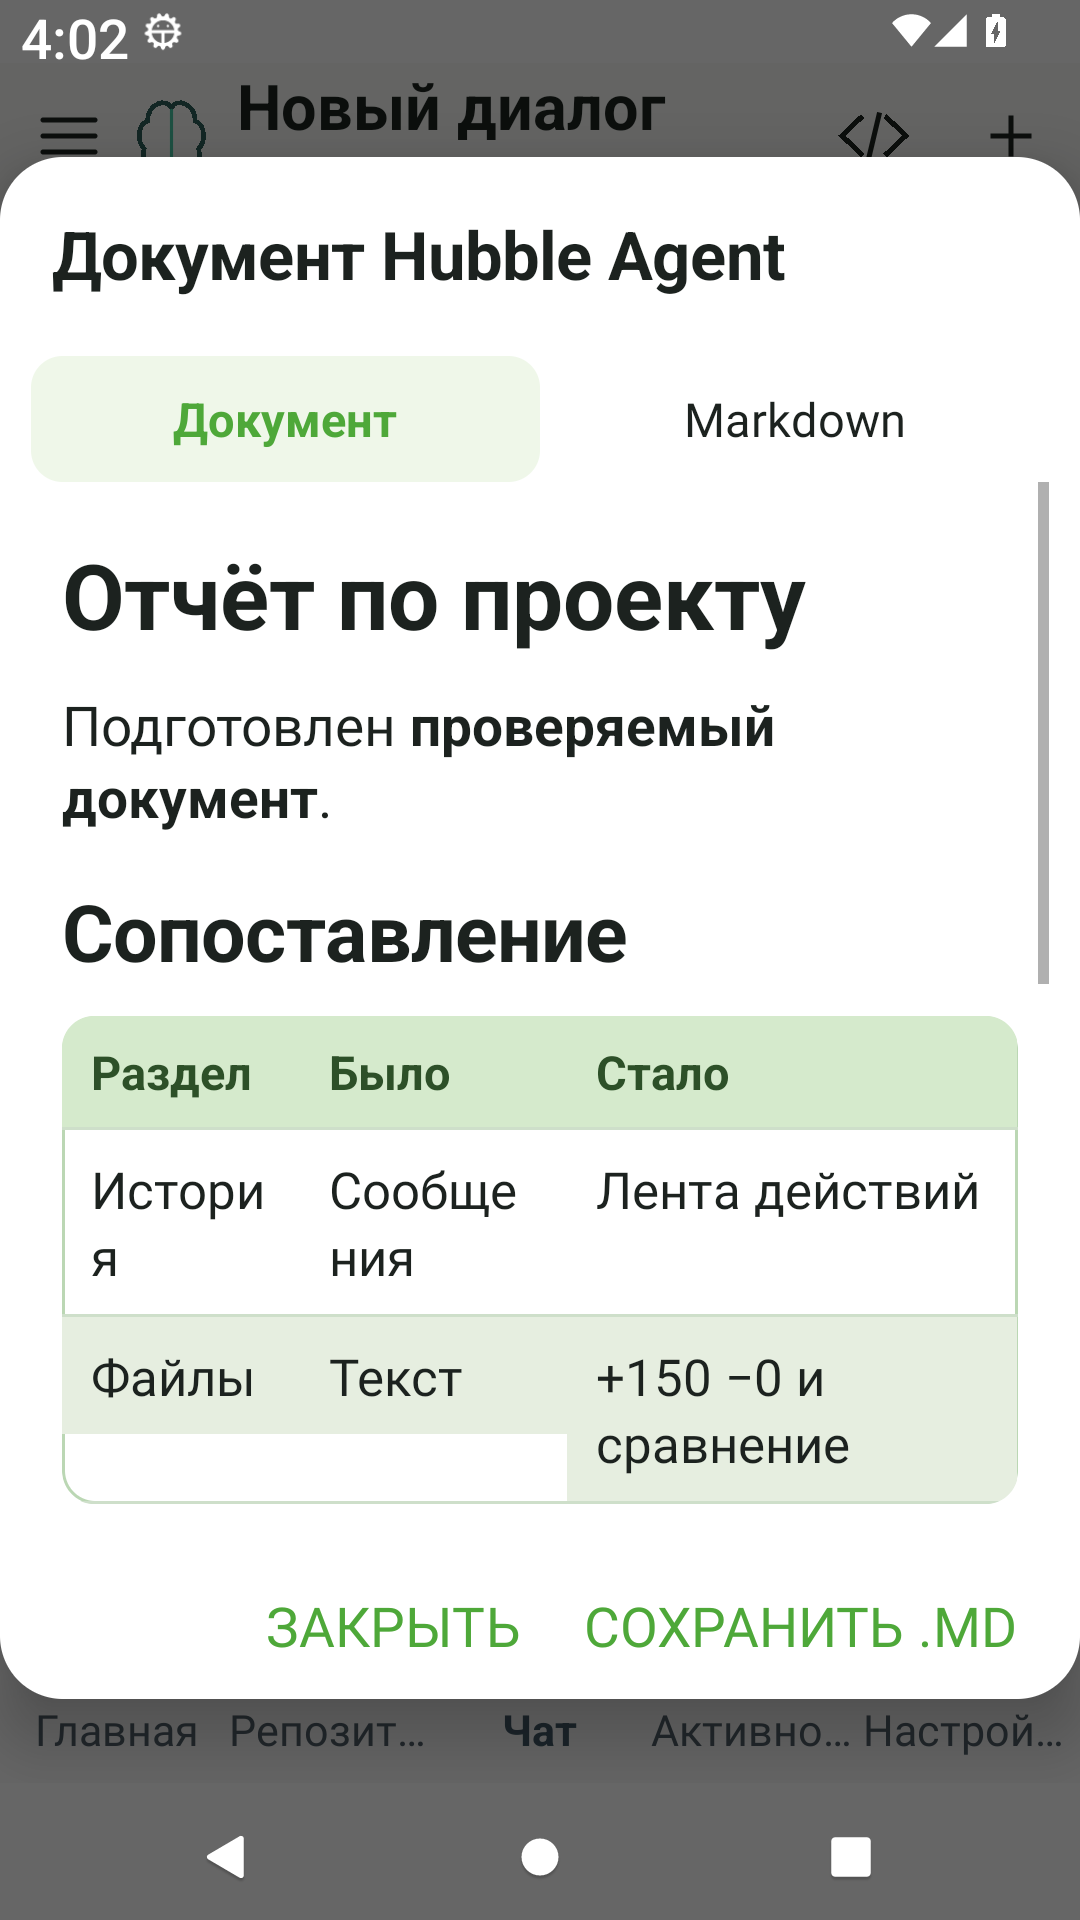 4:02
Новый диалог
Документ Hubble Agent
Документ Markdown
Отчёт по проекту
Подготовлен проверяемый
документ.
Сопоставление
Раздел Было Стало
Истори Сообще Лента действий
я ния
Файлы Текст +150 −0 и
сравнение
ЗАКРЫТЬ СОХРАНИТЬ .MD
Главная Репозит... Чат Активно... Настрой...